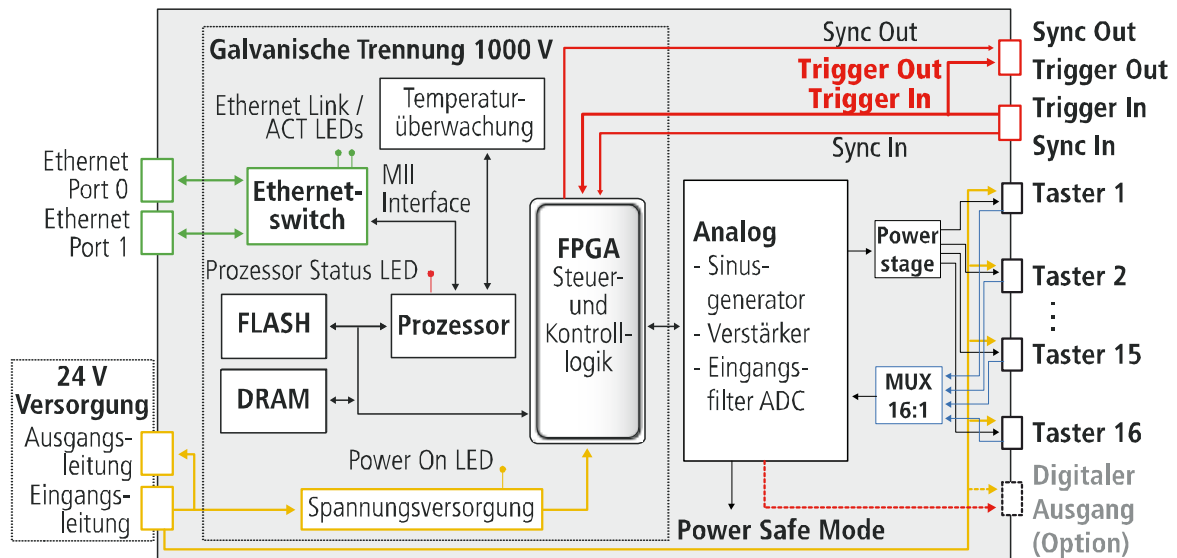 Galvanische Trennung 1000 V
Sync Out
Sync Out
Trigger Out
Trigger Out
Trigger In
Trigger In
Sync In
Sync In
Ethernet Link /
ACT LEDs
Temperatur-
überwachung
Ethernet
Port 0
Ethernet
Port 1
Ethernet-
switch
MII
Interface
Prozessor Status LED
FLASH
Prozessor
DRAM
FPGA
Steuer-
und
Kontroll-
logik
Analog
- Sinus-
generator
- Verstärker
- Eingangs-
filter ADC
Power
stage
MUX
16:1
Taster 1
Taster 2
Taster 15
Taster 16
24 V
Versorgung
Ausgangs-
leitung
Eingangs-
leitung
Power On LED
Spannungsversorgung
Power Safe Mode
Digitaler
Ausgang
(Option)